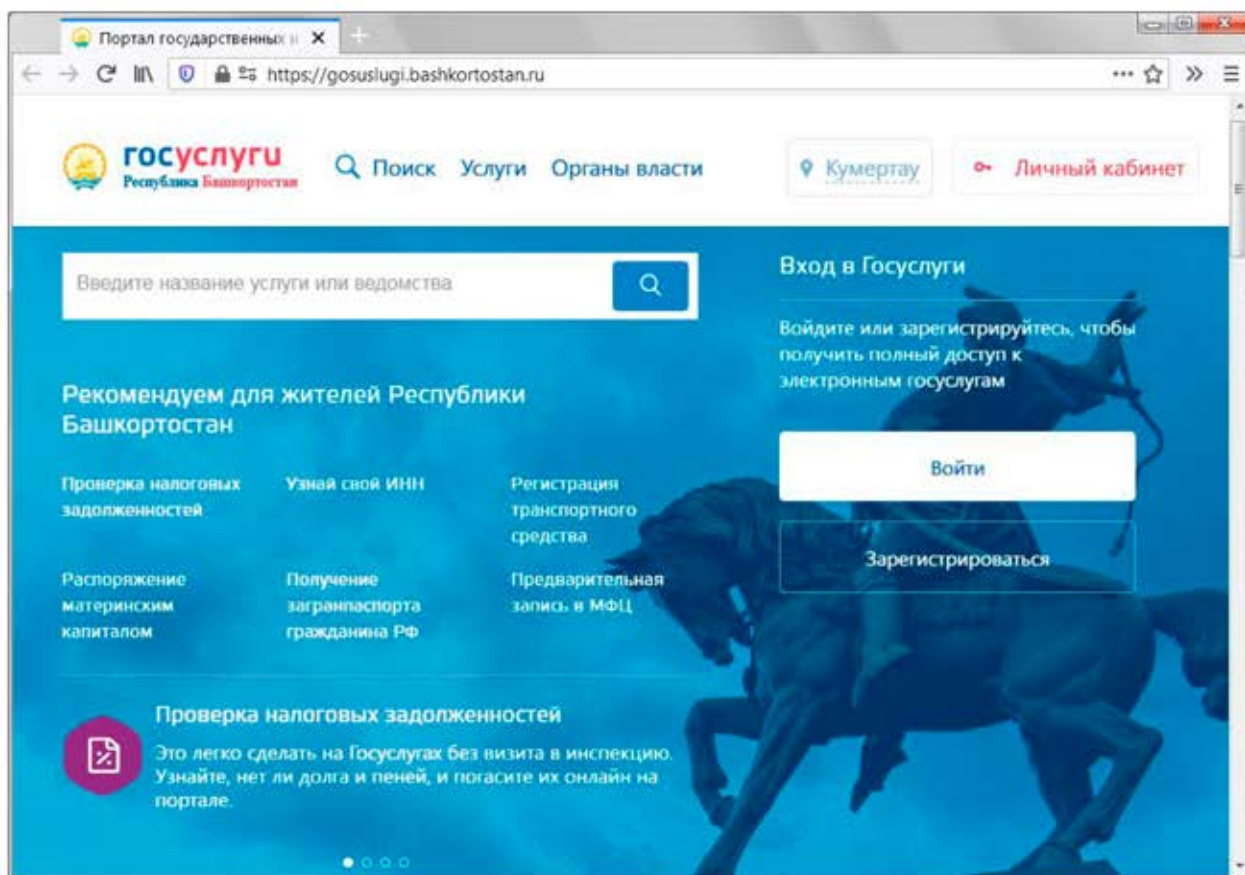 Портал государственных и
https://gosuslugi.bashkortostan.ru
госуслуги
Республика Башкортостан
Поиск Услуги Органы власти
Кумертау
Личный кабинет
Введите название услуги или ведомства
Рекомендуем для жителей Республики
Башкортостан
Проверка налоговых
задолженностей
Узнай свой ИНН
Регистрация
транспортного
средства
Распоряжение
материнским
капиталом
Получение
загранпаспорта
гражданина РФ
Предварительная
запись в МФЦ
Проверка налоговых задолженностей
Это легко сделать на Госуслугах без визита в инспекцию.
Узнайте, нет ли долга и пеней, и погасите их онлайн на
портале.
Вход в Госуслуги
Войдите или зарегистрируйтесь, чтобы
получить полный доступ к
электронным госуслугам
Войти
Зарегистрироваться